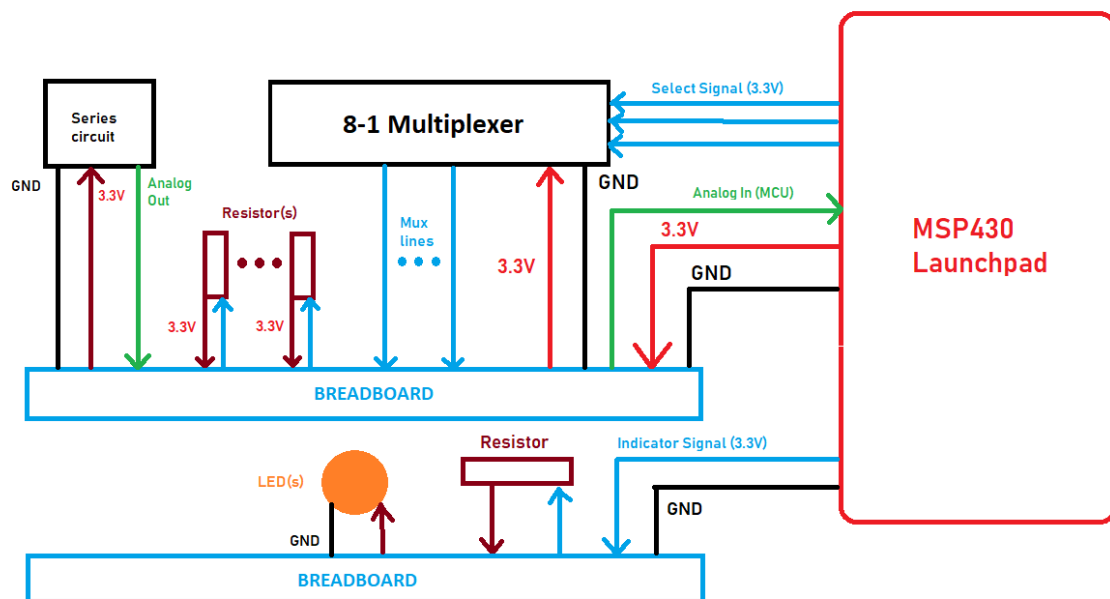 Select Signal (3.3V)
Series
circuit
8-1 Multiplexer
GND
3.3V
Analog
Out
GND
Analog In (MCU)
Resistor(s)
Mux
lines
3.3V
3.3V
MSP430
Launchpad
GND
3.3V
3.3V
BREADBOARD
Resistor
Indicator Signal (3.3V)
LED(s)
GND
GND
BREADBOARD